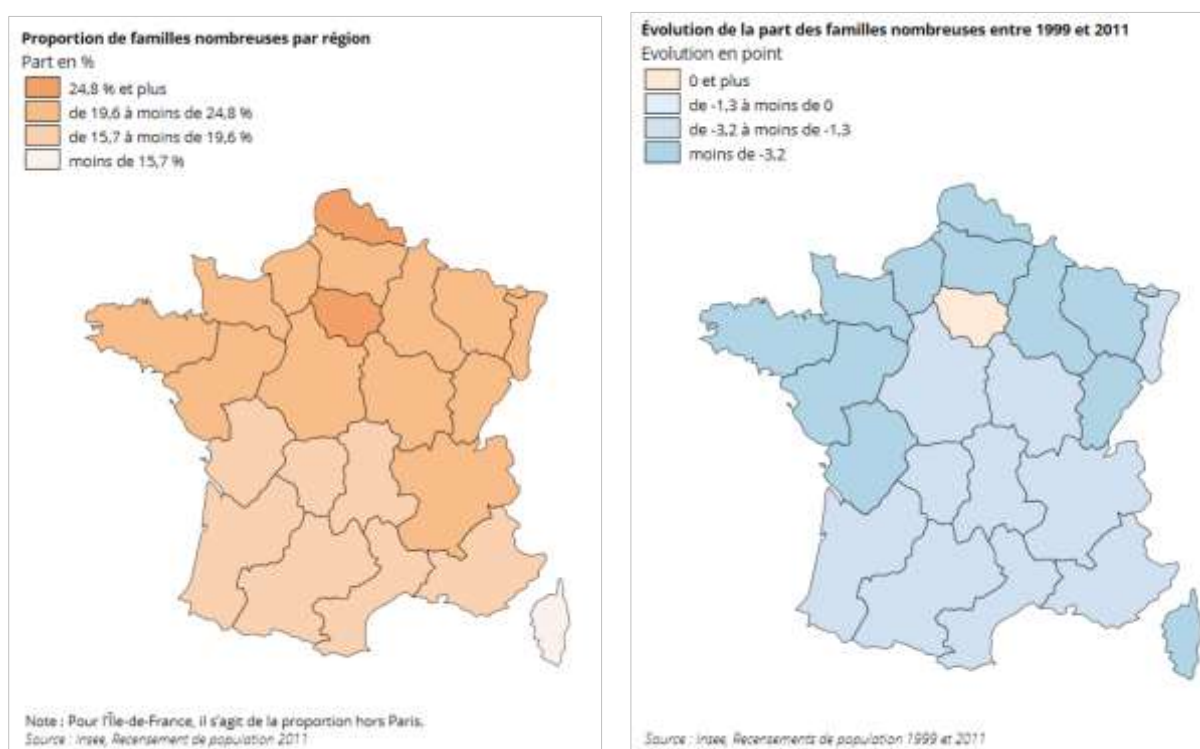 Proportion de familles nombreuses par région
Part en %
24,8 % et plus
de 19,6 à moins de 24,8 %
de 15,7 à moins de 19,6 %
moins de 15,7 %
Note : Pour l'Île-de-France, il s'agit de la proportion hors Paris.
Source : Insee, Recensement de population 2011
Évolution de la part des familles nombreuses entre 1999 et 2011
Evolution en point
0 et plus
de -1,3 à moins de 0
de -3,2 à moins de -1,3
moins de -3,2
Source : Insee, Recensements de population 1999 et 2011